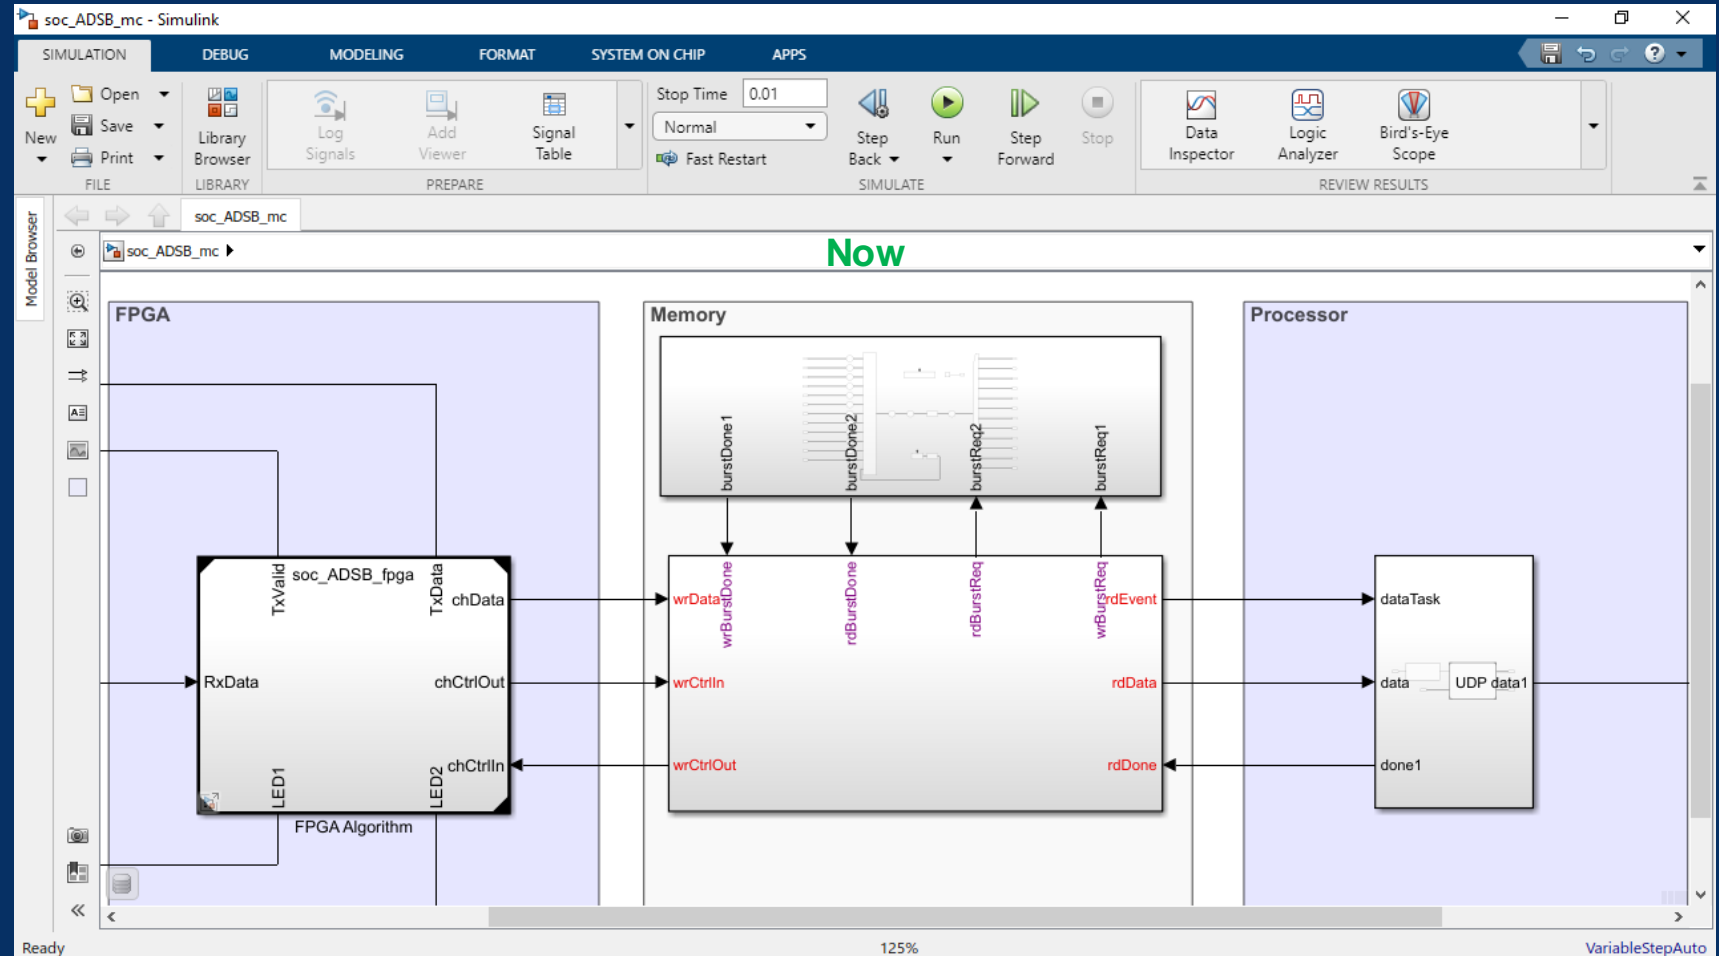 soc_ADSB_mc - Simulink
SIMULATION DEBUG MODELING FORMAT SYSTEM ON CHIP APPS
New
Open
Save
Print
FILE
Library
Browser
LIBRARY
Log
Signals
Add
Viewer
Signal
Table
PREPARE
Stop Time 0.01
Normal
Fast Restart
Step
Back
Run
Step
Forward
Stop
SIMULATE
Data
Inspector
Logic
Analyzer
Bird's-Eye
Scope
REVIEW RESULTS
Model Browser
soc_ADSB_mc
soc_ADSB_mc
Now
FPGA
TxValid
soc_ADSB_fpga
TxData
chData
RxData
chCtrlOut
LED1
LED2
chCtrlIn
FPGA Algorithm
Memory
burstDone1
burstDone2
burstReq2
burstReq1
wrData
wrBurstDone
rdBurstDone
rdBurstReq
wrBurstReq
rdEvent
wrCtrlIn
rdData
wrCtrlOut
rdDone
Processor
dataTask
data
UDP data1
done1
Ready
125%
VariableStepAuto